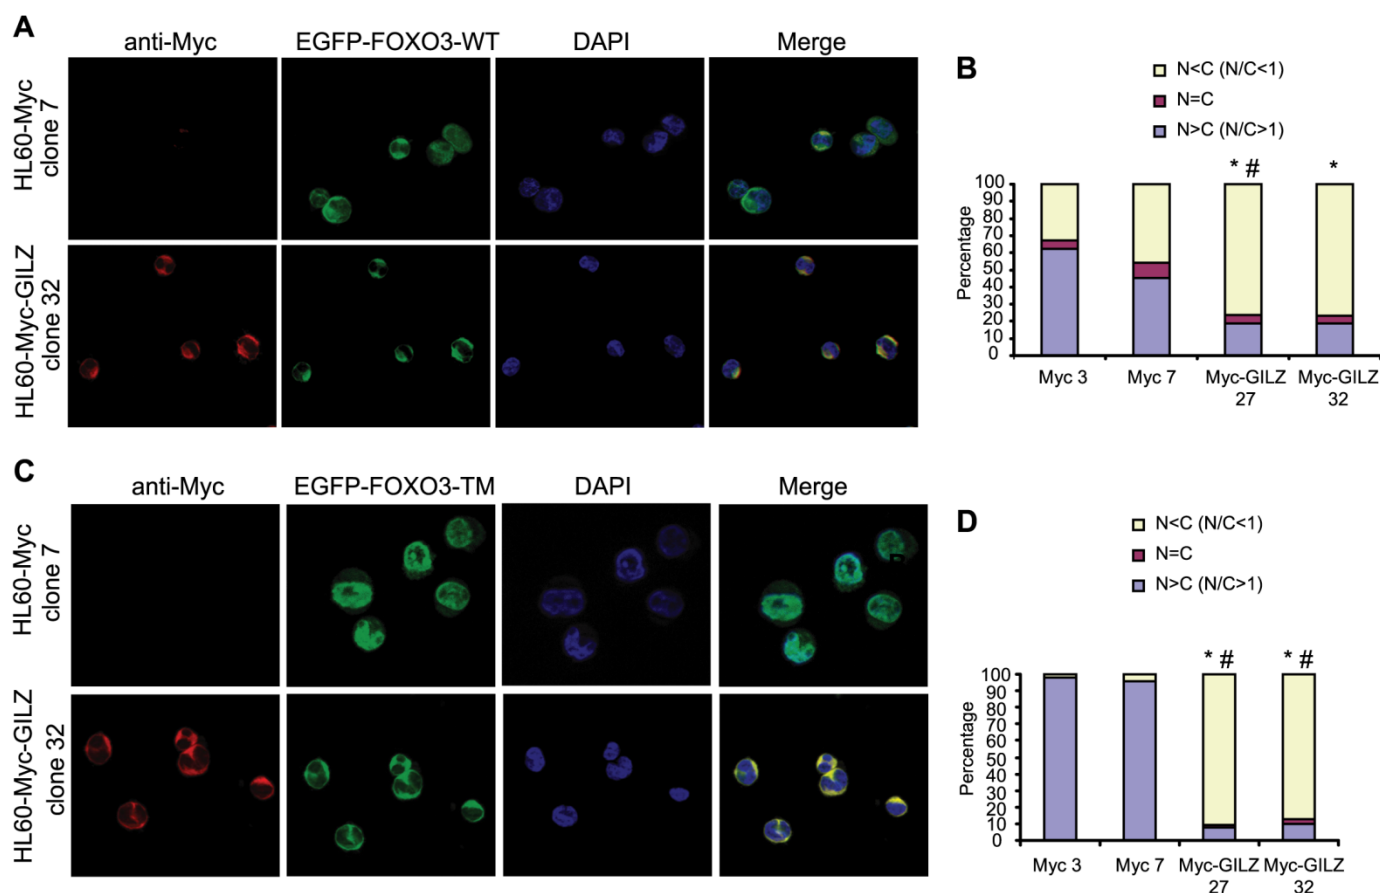 A
anti-Myc
EGFP-FOXO3-WT
DAPI
Merge
HL60-Myc
clone 7
HL60-Myc-GILZ
clone 32
B
N<C (N/C<1)
N=C
N>C (N/C>1)
* #
*
Percentage
100
90
80
70
60
50
40
30
20
10
0
Myc 3
Myc 7
Myc-GILZ
27
Myc-GILZ
32
C
anti-Myc
EGFP-FOXO3-TM
DAPI
Merge
HL60-Myc
clone 7
HL60-Myc-GILZ
clone 32
D
N<C (N/C<1)
N=C
N>C (N/C>1)
* #
* #
Percentage
100
90
80
70
60
50
40
30
20
10
0
Myc 3
Myc 7
Myc-GILZ
27
Myc-GILZ
32